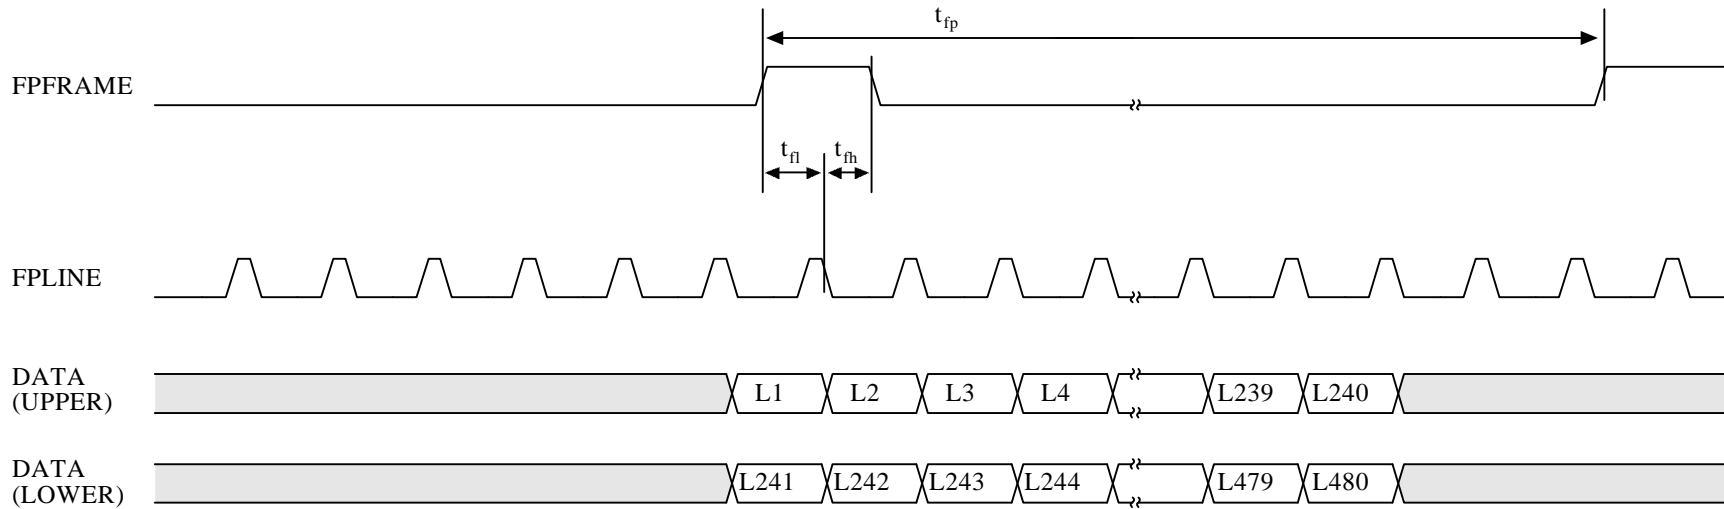 t_fp
FPFRAME
t_fl t_fh
FPLINE
DATA
(UPPER)
L1 L2 L3 L4 L239 L240
DATA
(LOWER)
L241 L242 L243 L244 L479 L480